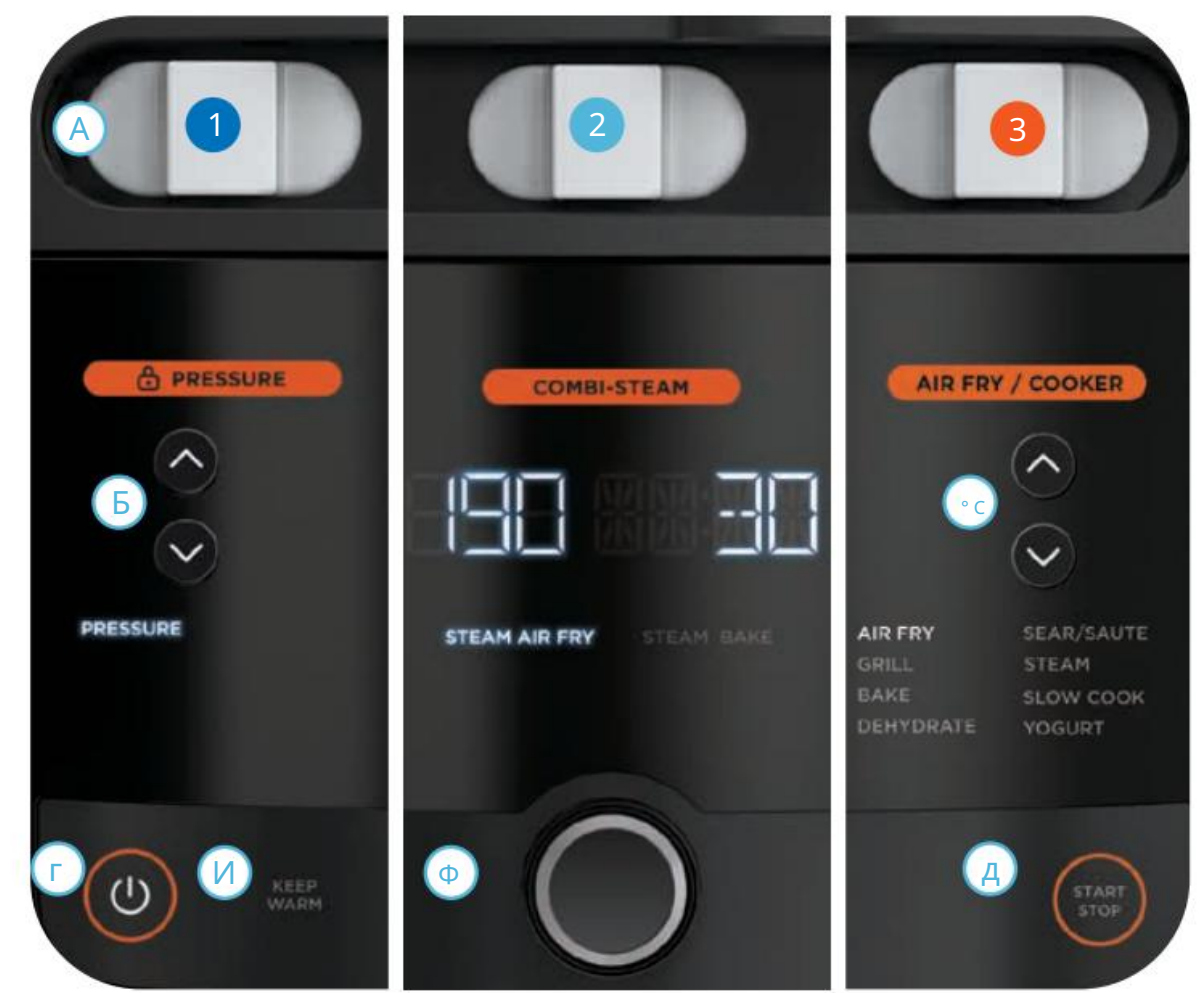 А
1
2
3
PRESSURE
COMBI-STEAM
AIR FRY / COOKER
Б
190
30
° C
PRESSURE
STEAM AIR FRY
STEAM BAKE
AIR FRY
SEAR/SAUTE
GRILL
STEAM
BAKE
SLOW COOK
DEHYDRATE
YOGURT
Г
И
KEEP
WARM
Ф
Д
START
STOP